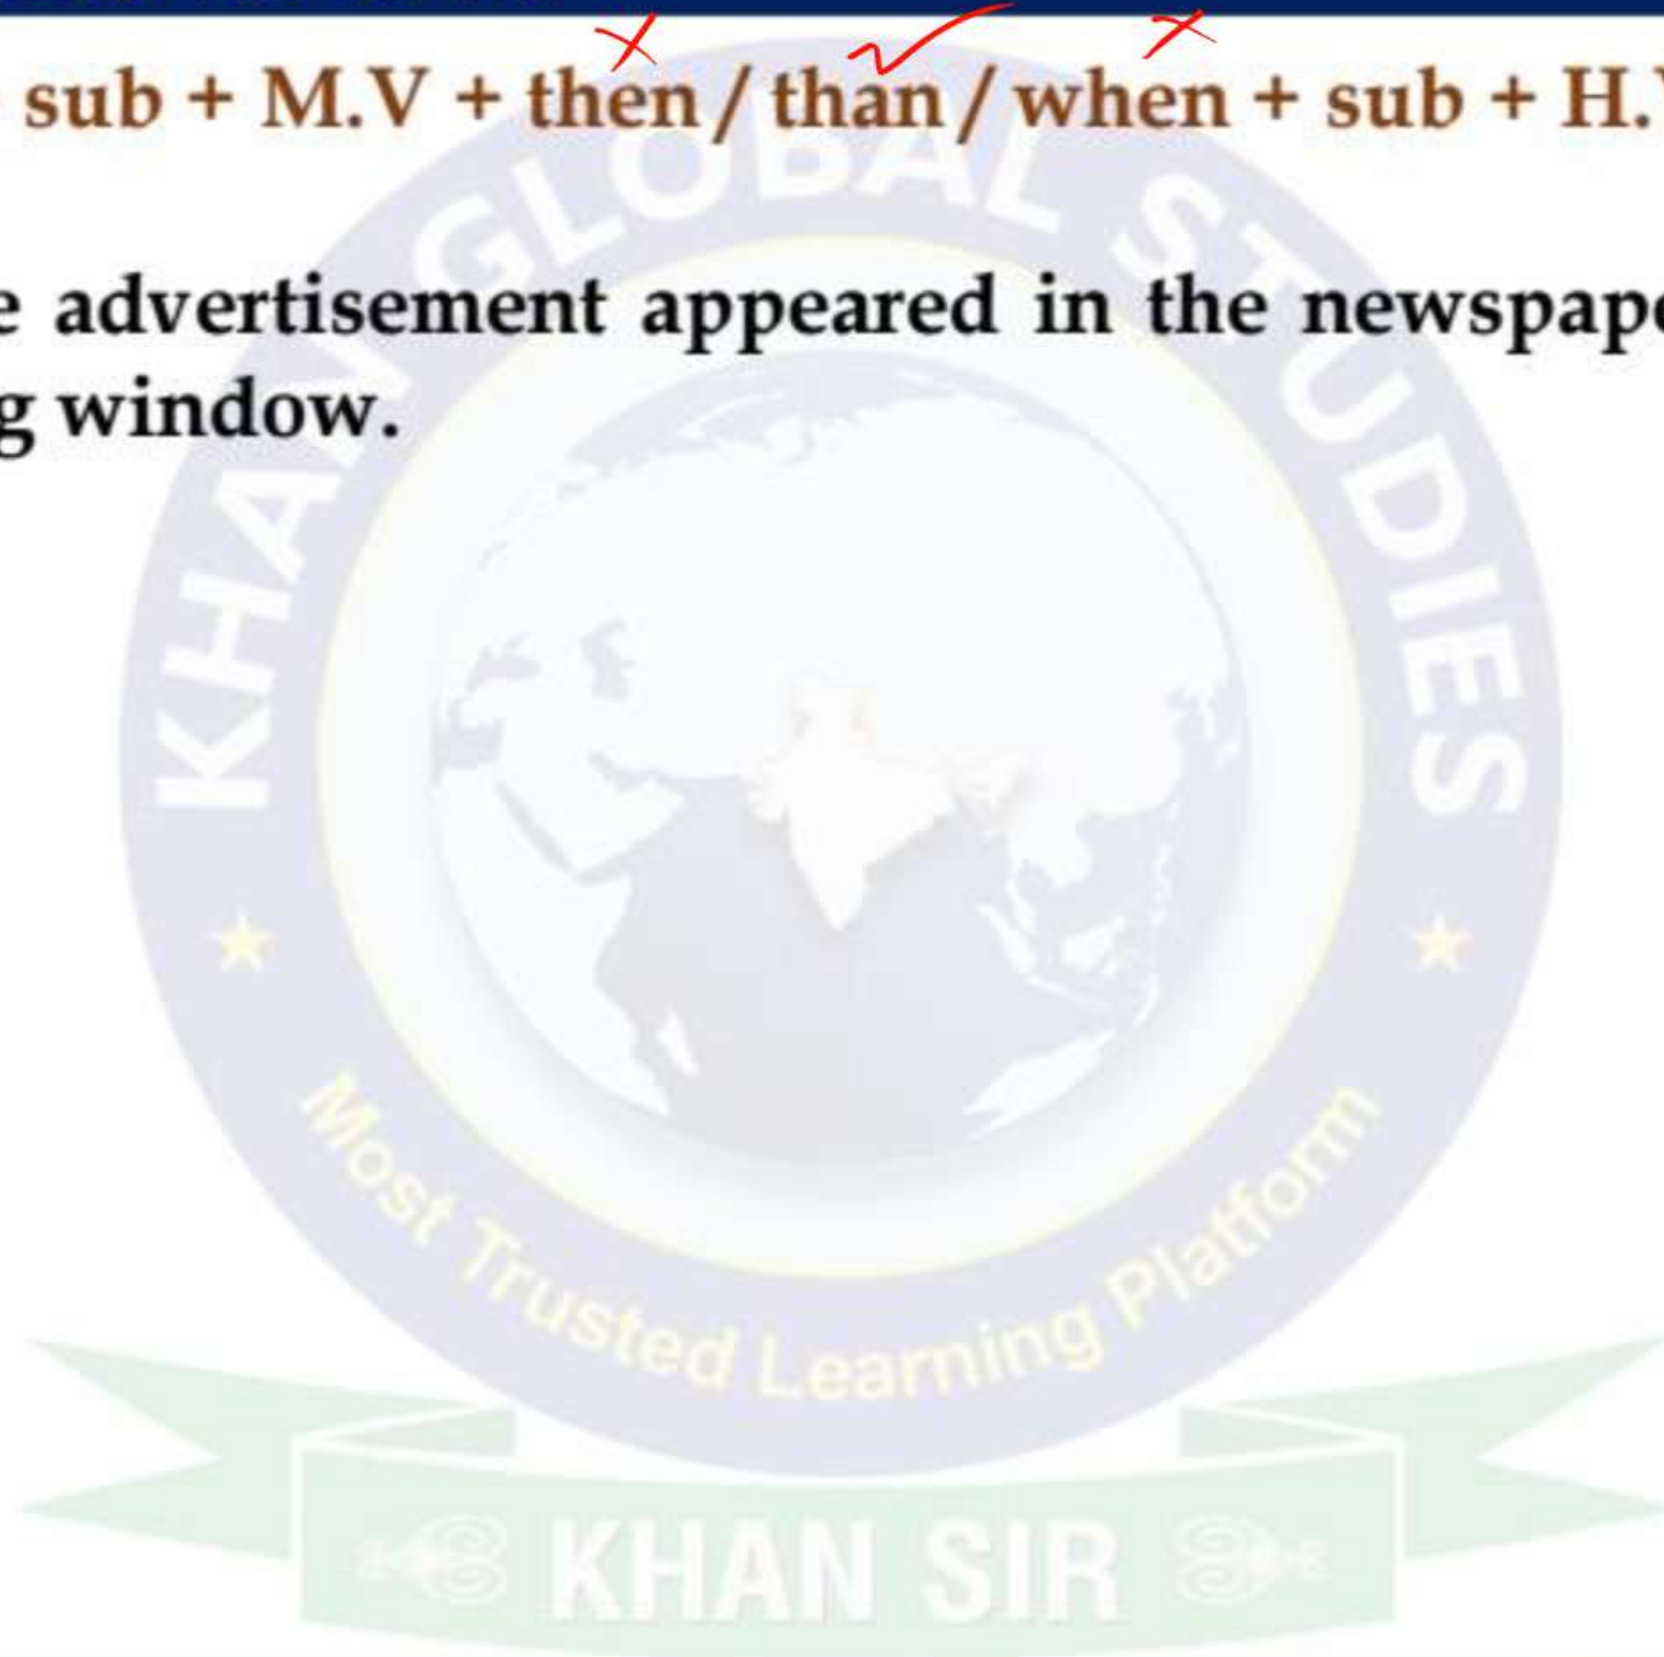 sub + M.V + then / than / when + sub + H.
advertisement appeared in the
window.
KHAN GLOBAL STUDIES
Most Trusted Learning Platform
KHAN SIR